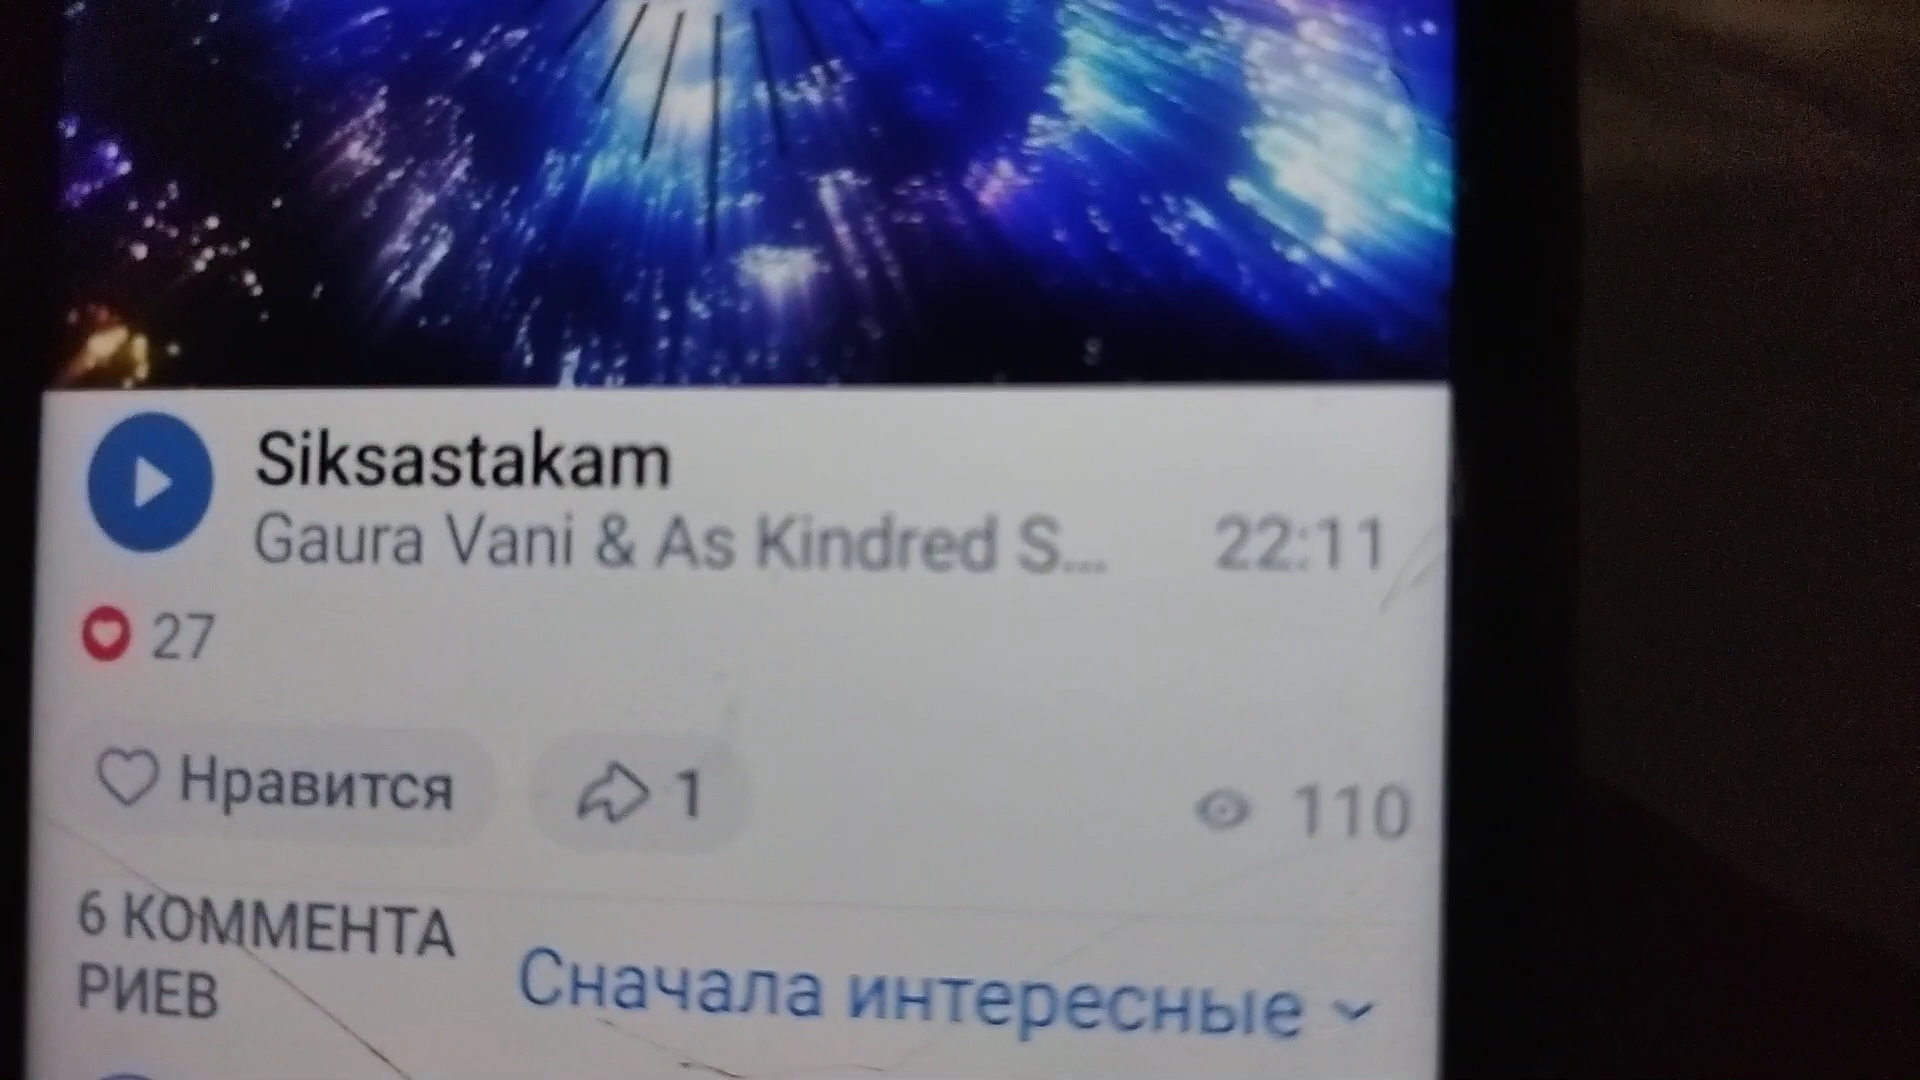 Siksastakam
Gaura Vani & As Kindred S...
22:11
27
Нравится
1
110
6 КОММЕНТА
РИЕВ
Сначала интересные